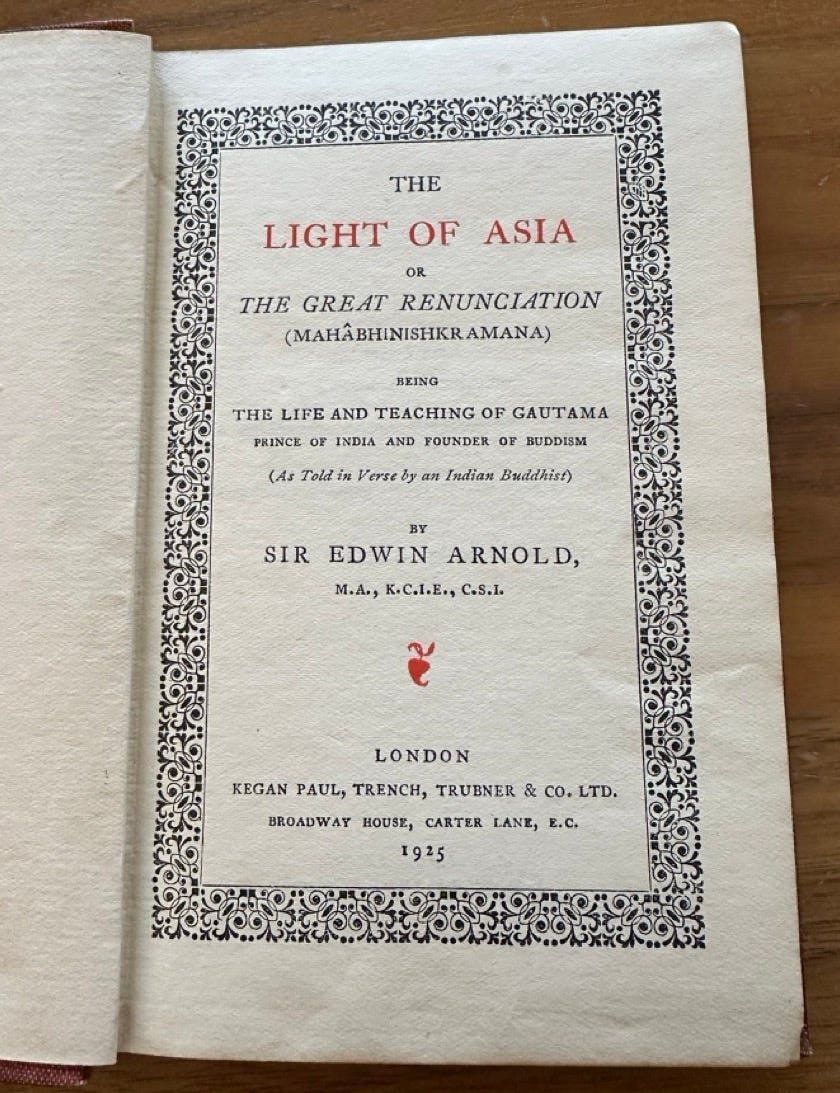 THE
LIGHT OF ASIA
OR
THE GREAT RENUNCIATION
(MAHÂBHINISHKRAMANA)
BEING
THE LIFE AND TEACHING OF GAUTAMA
PRINCE OF INDIA AND FOUNDER OF BUDDISM
(As Told in Verse by an Indian Buddhist)
BY
SIR EDWIN ARNOLD,
M.A., K.C.I.E., C.S.I.
LONDON
KEGAN PAUL, TRENCH, TRUBNER & CO. LTD.
BROADWAY HOUSE, CARTER LANE, E.C.
1925